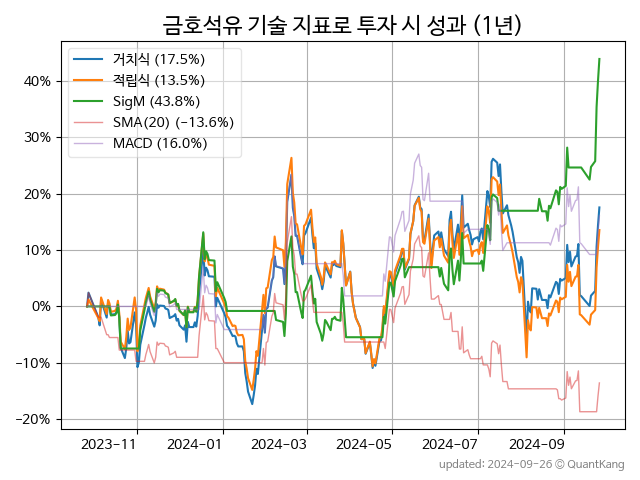 금호석유 기술 지표로 투자 시 성과 (1년)
거치식 (17.5%)
적립식 (13.5%)
SigM (43.8%)
SMA(20) (−13.6%)
MACD (16.0%)
40%
30%
20%
10%
0%
−10%
−20%
2023-11
2024-01
2024-03
2024-05
2024-07
2024-09
updated: 2024-09-26 ⓒ QuantKang